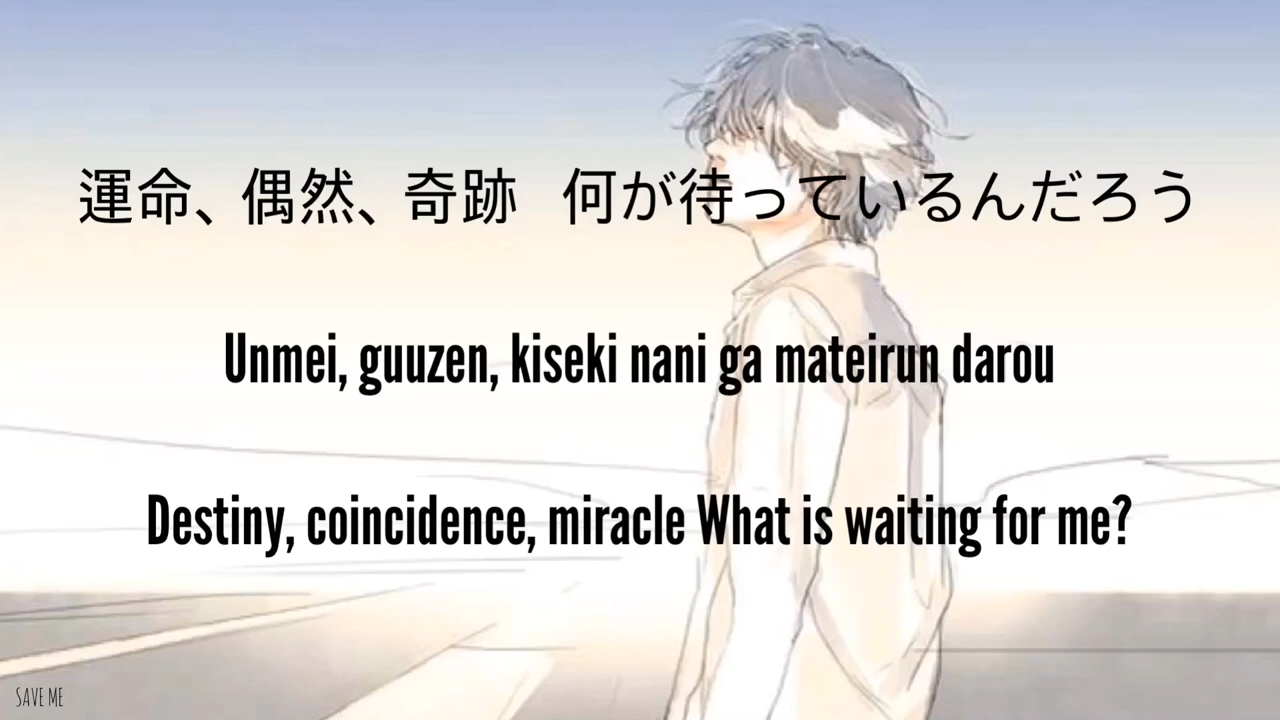 運命、偶然、奇跡 何が待っているんだろう
Unmei, guuzen, kiseki nani ga mateirun darou
Destiny, coincidence, miracle What is waiting for me?
SAVE ME